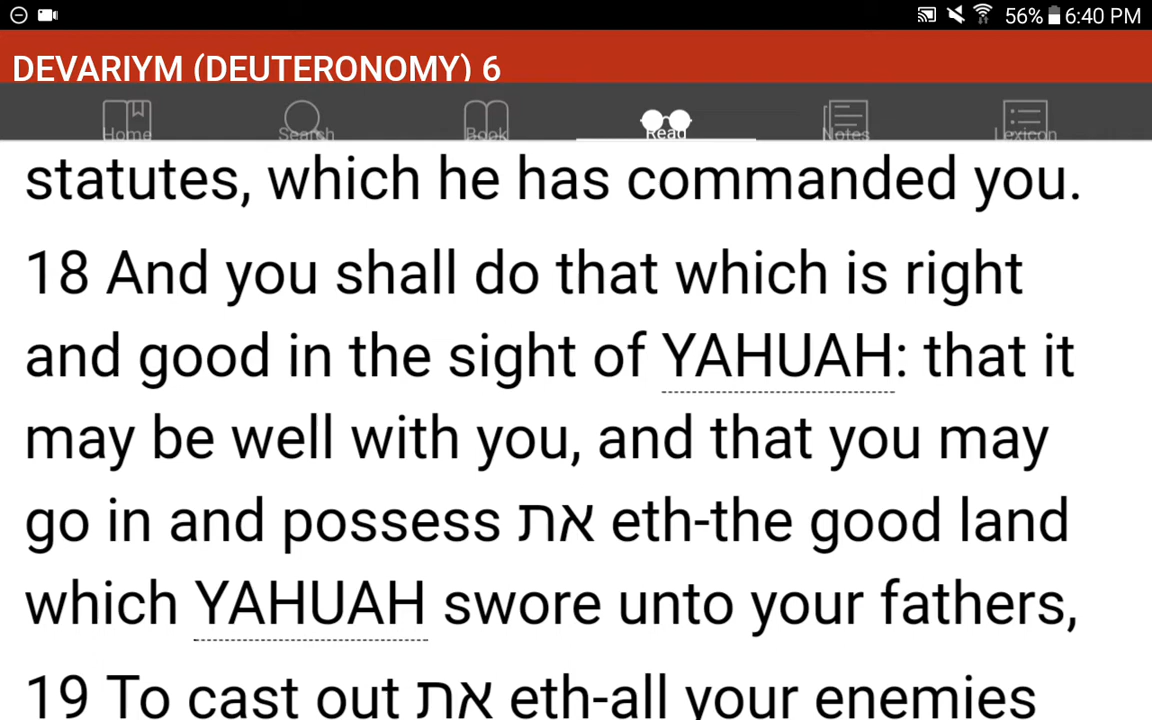 56% 6:40 PM
DEVARIYM (DEUTERONOMY) 6
Home Search Book Read Notes Lexicon
statutes, which he has commanded you.
18 And you shall do that which is right
and good in the sight of YAHUAH: that it
may be well with you, and that you may
go in and possess את eth-the good land
which YAHUAH swore unto your fathers,
19 To cast out את eth-all your enemies